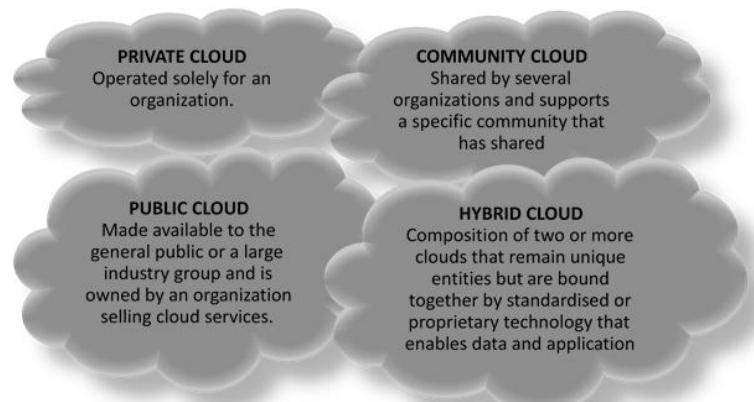 PRIVATE CLOUD
Operated solely for an
organization.
COMMUNITY CLOUD
Shared by several
organizations and supports
a specific community that
has shared
PUBLIC CLOUD
Made available to the
general public or a large
industry group and is
owned by an organization
selling cloud services.
HYBRID CLOUD
Composition of two or more
clouds that remain unique
entities but are bound
together by standardised or
proprietary technology that
enables data and application